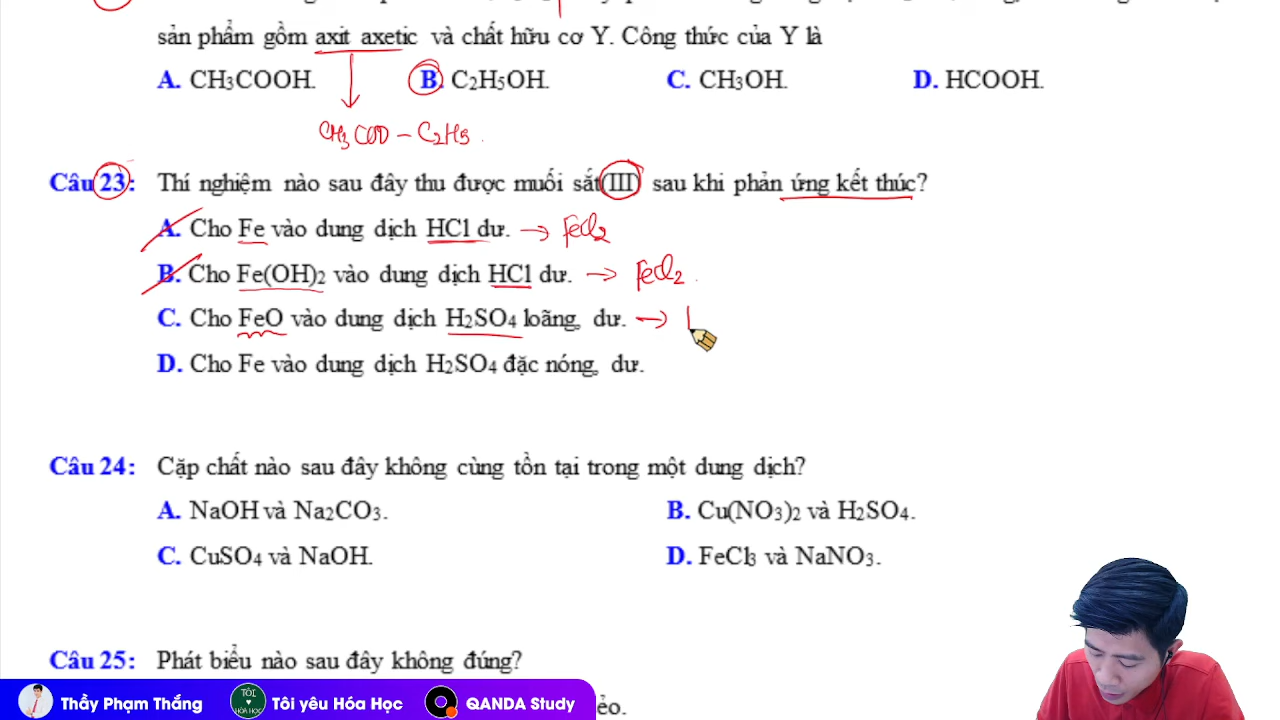 sản phẩm gồm axit axetic và chất hữu cơ Y. Công thức của Y là
A. CH3COOH. B. C2H5OH. C. CH3OH. D. HCOOH.
CH3COO - C2H5.
Câu 23: Thí nghiệm nào sau đây thu được muối sắt(III) sau khi phản ứng kết thúc?
A. Cho Fe vào dung dịch HCl dư. → FeCl2
B. Cho Fe(OH)2 vào dung dịch HCl dư. → FeCl2.
C. Cho FeO vào dung dịch H2SO4 loãng, dư. →
D. Cho Fe vào dung dịch H2SO4 đặc nóng, dư.
Câu 24: Cặp chất nào sau đây không cùng tồn tại trong một dung dịch?
A. NaOH và Na2CO3. B. Cu(NO3)2 và H2SO4.
C. CuSO4 và NaOH. D. FeCl3 và NaNO3.
Câu 25: Phát biểu nào sau đây không đúng?
ẻo.
Thầy Phạm Thắng TÔI ♥ HÓA HỌC Tôi yêu Hóa Học QANDA Study